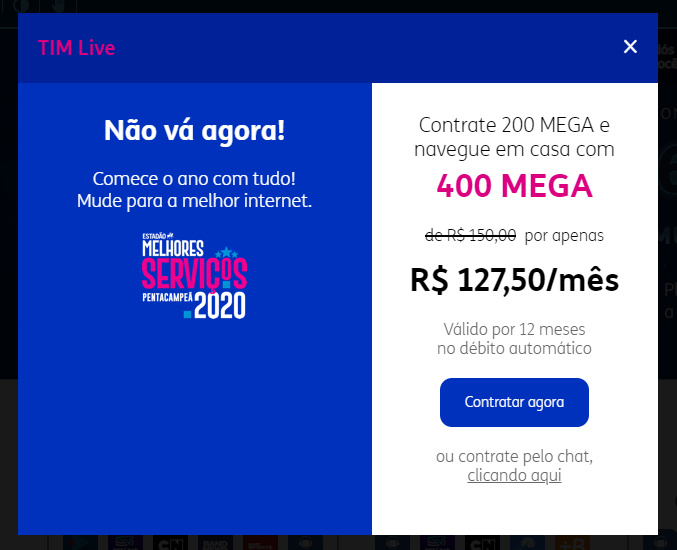 TIM Live
Não vá agora!
Comece o ano com tudo!
Mude para a melhor internet.
ESTADÃO
MELHORES
SERVIÇOS
PENTACAMPEÃ
2020
Contrate 200 MEGA e
navegue em casa com
400 MEGA
de R$ 150,00 por apenas
R$ 127,50/mês
Válido por 12 meses
no débito automático
Contratar agora
ou contrate pelo chat,
clicando aqui